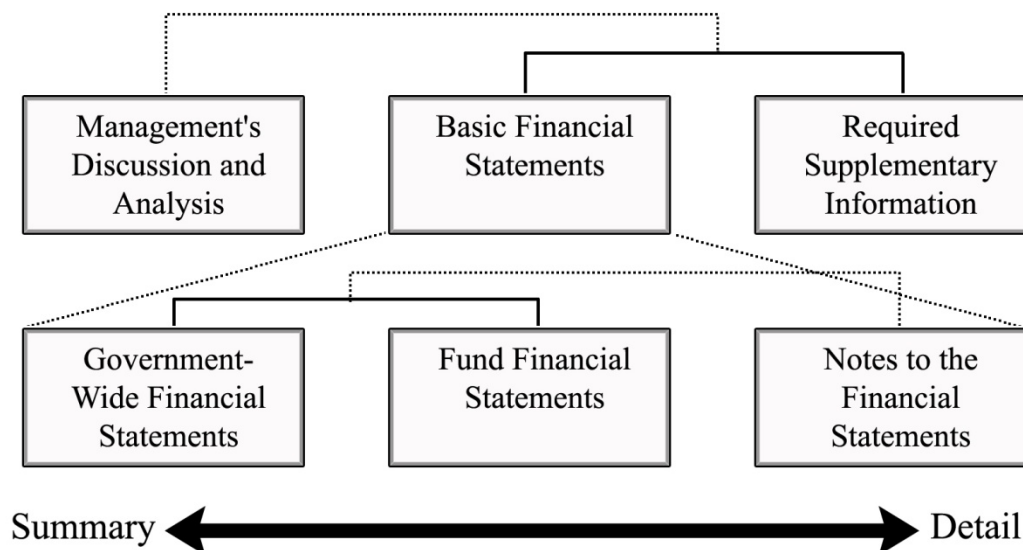 Management's
Discussion and
Analysis
Basic Financial
Statements
Required
Supplementary
Information
Government-
Wide Financial
Statements
Fund Financial
Statements
Notes to the
Financial
Statements
Summary
Detail